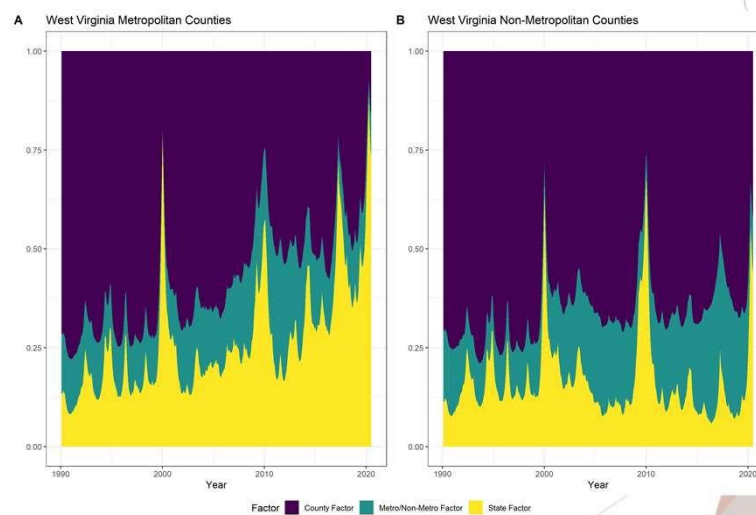 A West Virginia Metropolitan Counties
B West Virginia Non-Metropolitan Counties
1.00
0.75
0.50
0.25
0.00
1990 2000 2010 2020
Year
1.00
0.75
0.50
0.25
0.00
1990 2000 2010 2020
Year
Factor County Factor Metro/Non-Metro Factor State Factor